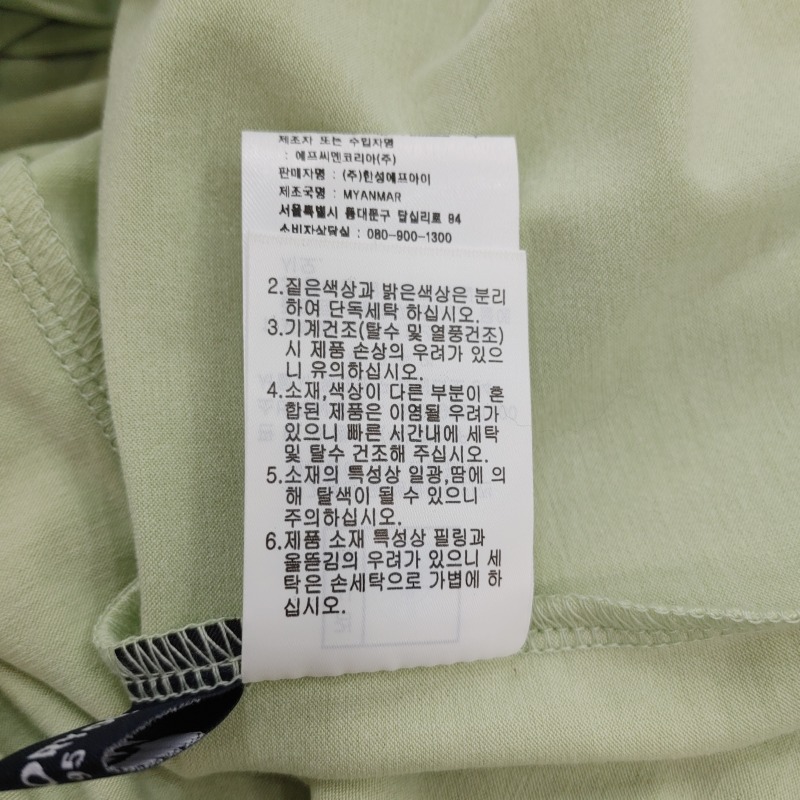 제조자 또는 수입자명
: 에프씨엔코리아(주)
판매자명 : (주)한성에프아이
제조국명 : MYANMAR
서울특별시 동대문구 답십리로 94
소비자상담실 : 080-900-1300
2.짙은색상과 밝은색상은 분리
하여 단독세탁 하십시오.
3.기계건조(탈수 및 열풍건조)
시 제품 손상의 우려가 있으
니 유의하십시오.
4.소재,색상이 다른 부분이 혼
합된 제품은 이염될 우려가
있으니 빠른 시간내에 세탁
및 탈수 건조해 주십시오.
5.소재의 특성상 일광,땀에 의
해 탈색이 될 수 있으니
주의하십시오.
6.제품 소재 특성상 필링과
올뜯김의 우려가 있으니 세
탁은 손세탁으로 가볍에 하
십시오.